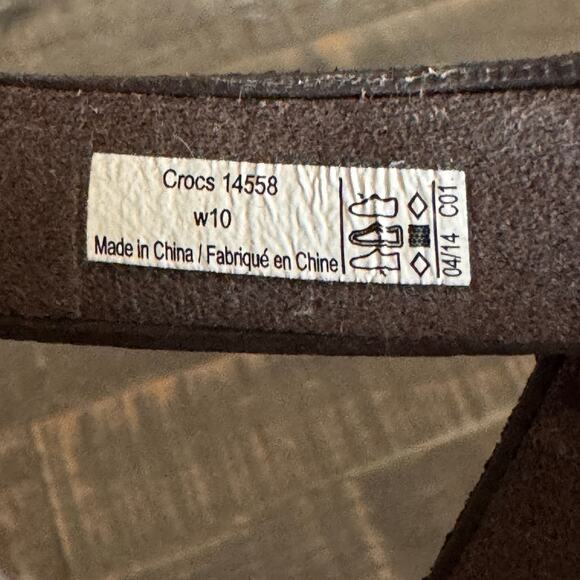 Crocs 14558
w10
Made in China / Fabriqué en Chine
04/14 C01